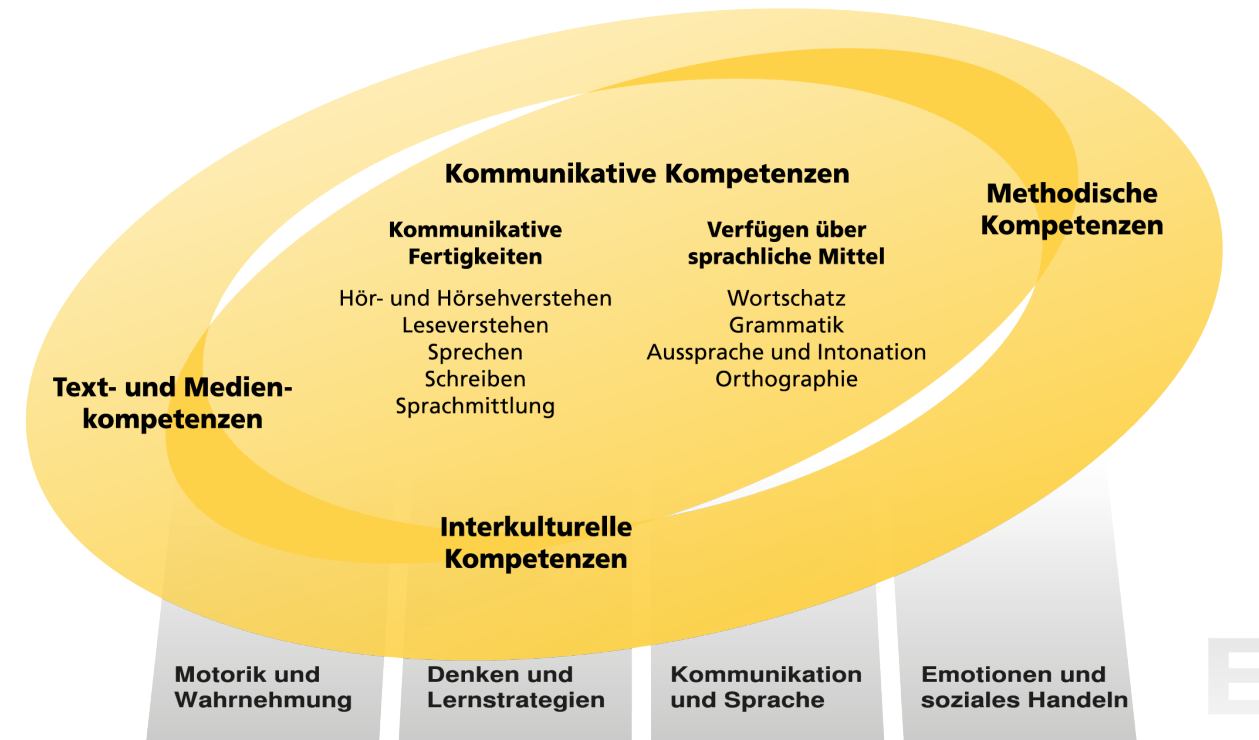 Kommunikative Kompetenzen
Methodische
Kompetenzen
Kommunikative
Fertigkeiten
Hör- und Hörsehverstehen
Leseverstehen
Sprechen
Schreiben
Sprachmittlung
Verfügen über
sprachliche Mittel
Wortschatz
Grammatik
Aussprache und Intonation
Orthographie
Text- und Medien-
kompetenzen
Interkulturelle
Kompetenzen
Motorik und
Wahrnehmung
Denken und
Lernstrategien
Kommunikation
und Sprache
Emotionen und
soziales Handeln
E